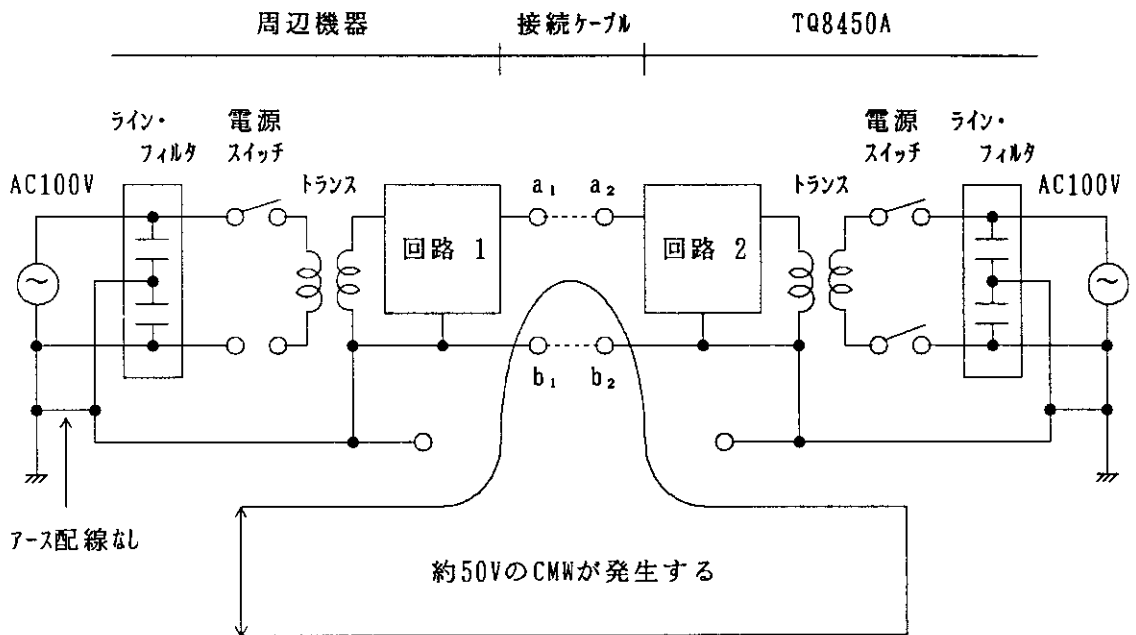 周辺機器
接続ケーブル
TQ8450A
ライン・
フィルタ
電源
スイッチ
AC100V
トランス
a₁
a₂
回路 1
回路 2
b₁
b₂
トランス
電源
スイッチ
ライン・
フィルタ
AC100V
アース配線なし
約50VのCMWが発生する